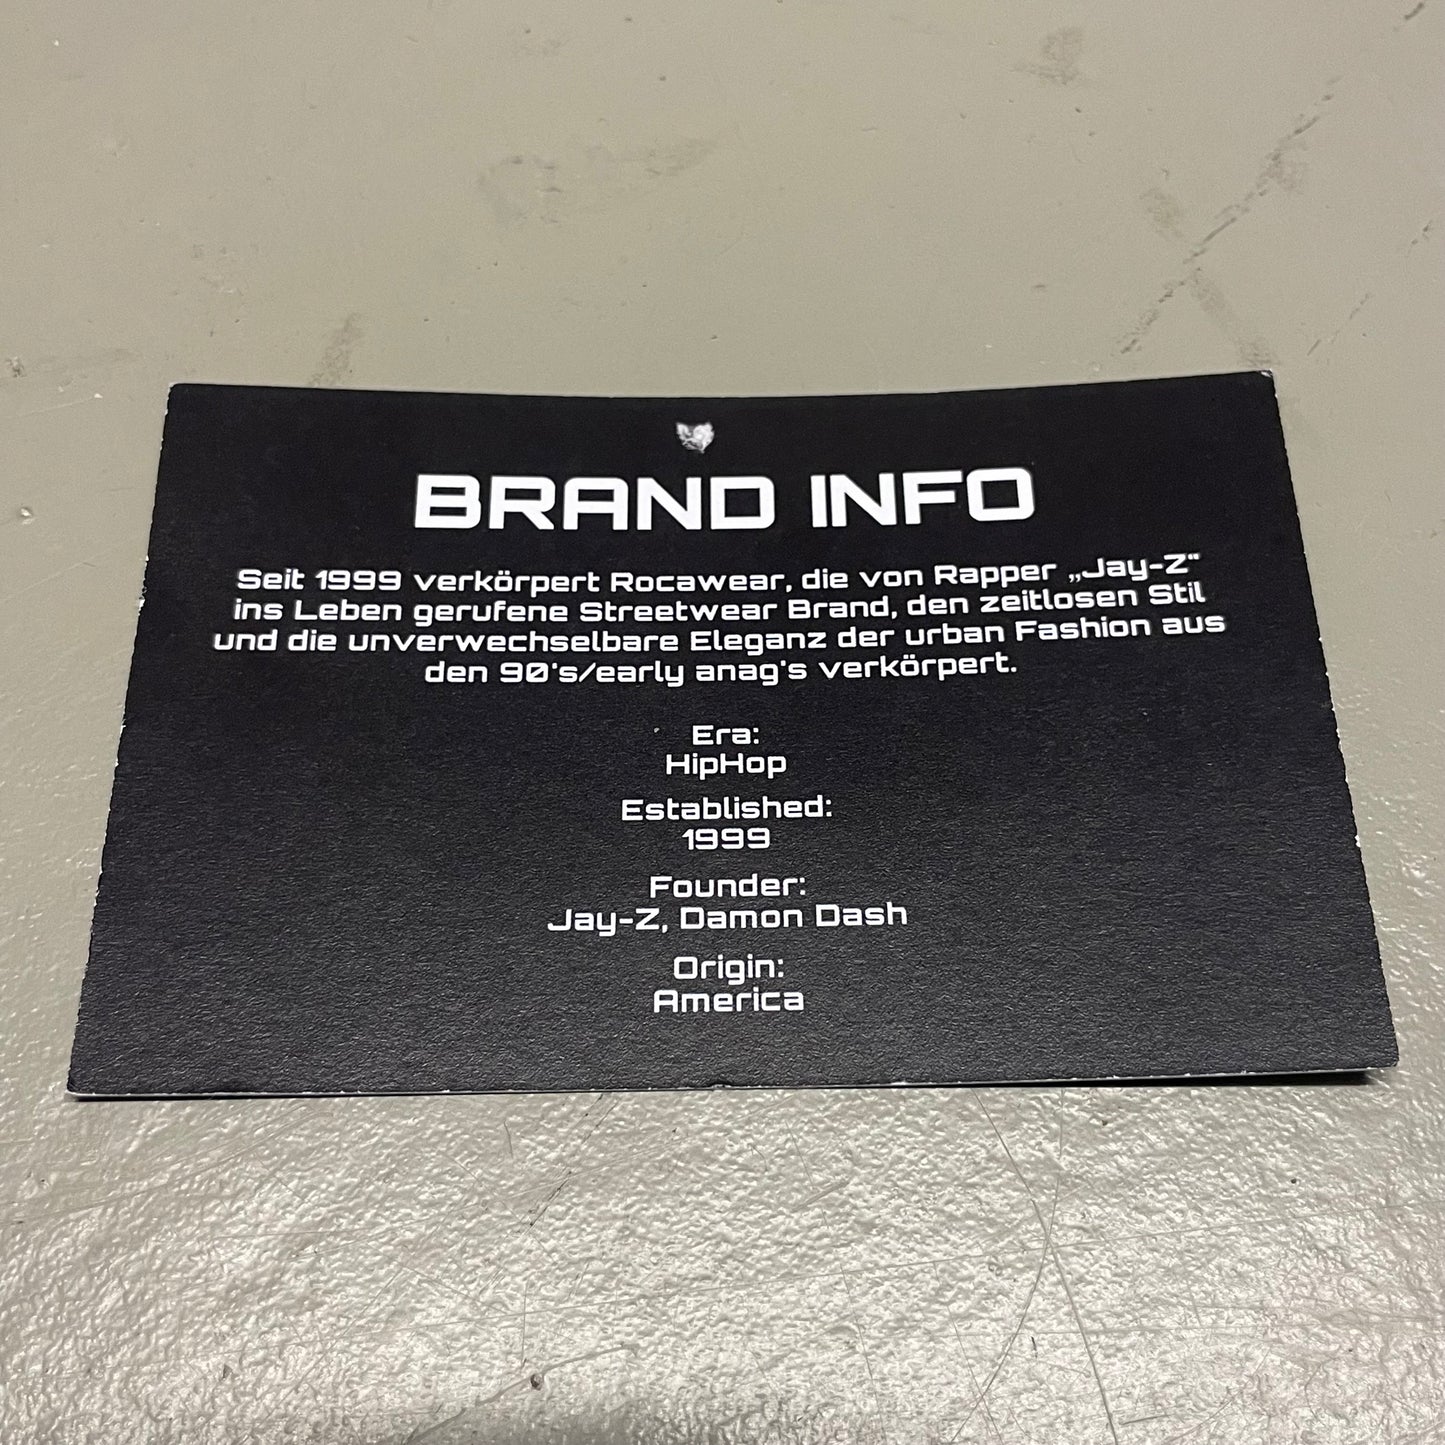 BRAND INFO
Seit 1999 verkörpert Rocawear, die von Rapper „Jay-Z“
ins Leben gerufene Streetwear Brand, den zeitlosen Stil
und die unverwechselbare Eleganz der urban Fashion aus
den 90's/early anag's verkörpert.
Era:
HipHop
Established:
1999
Founder:
Jay-Z, Damon Dash
Origin:
America